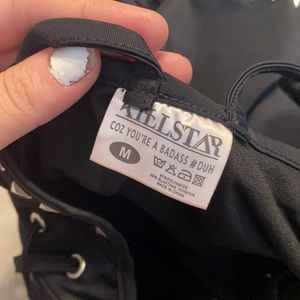 KILLSTAR
COZ YOU'RE A BADASS #DUH
M
MADE IN CHINA